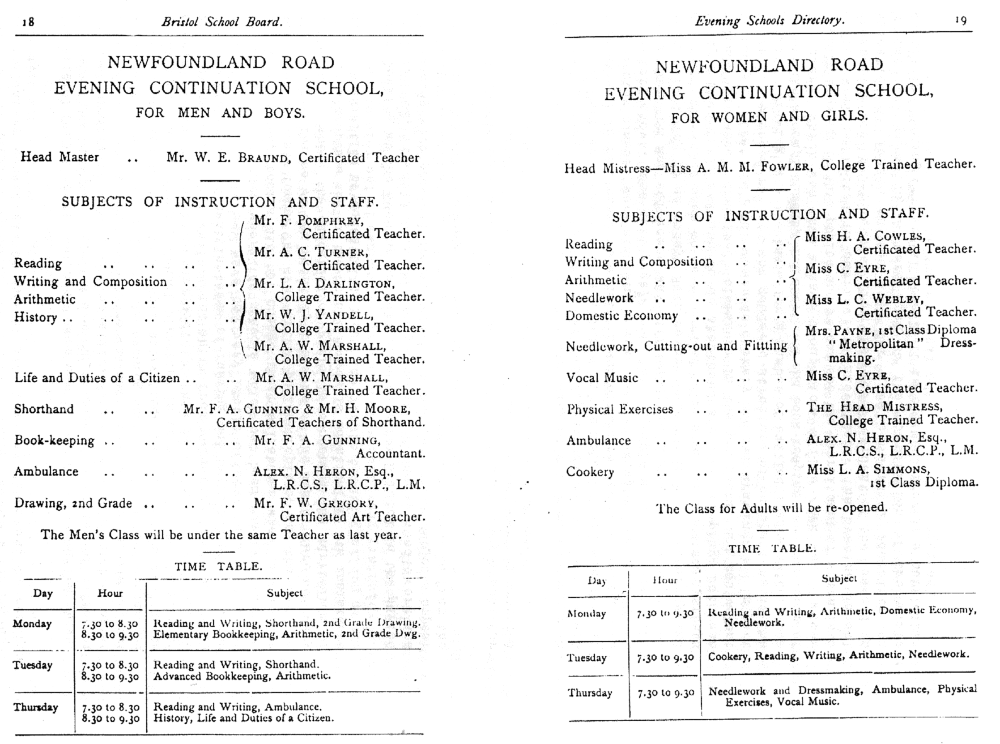 18 Bristol School Board.
NEWFOUNDLAND ROAD
EVENING CONTINUATION SCHOOL,
FOR MEN AND BOYS.
Head Master .. Mr. W. E. BRAUND, Certificated Teacher
SUBJECTS OF INSTRUCTION AND STAFF.
Mr. F. POMPHREY,
Certificated Teacher.
Mr. A. C. TURNER,
Reading .. .. .. .. Certificated Teacher.
Writing and Composition .. .. Mr. L. A. DARLINGTON,
Arithmetic .. .. .. .. College Trained Teacher.
History .. .. .. .. .. Mr. W. J. YANDELL,
College Trained Teacher.
Mr. A. W. MARSHALL,
College Trained Teacher.
Life and Duties of a Citizen .. .. Mr. A. W. MARSHALL,
College Trained Teacher.
Shorthand .. .. Mr. F. A. GUNNING & Mr. H. MOORE,
Certificated Teachers of Shorthand.
Book-keeping .. .. .. .. Mr. F. A. GUNNING,
Accountant.
Ambulance .. .. .. .. ALEX. N. HERON, Esq.,
L.R.C.S., L.R.C.P., L.M.
Drawing, 2nd Grade .. .. .. Mr. F. W. GREGORY,
Certificated Art Teacher.
The Men's Class will be under the same Teacher as last year.
TIME TABLE.
Day Hour Subject
Monday 7.30 to 8.30 Reading and Writing, Shorthand, 2nd Grade Drawing.
8.30 to 9.30 Elementary Bookkeeping, Arithmetic, 2nd Grade Dwg.
Tuesday 7.30 to 8.30 Reading and Writing, Shorthand.
8.30 to 9.30 Advanced Bookkeeping, Arithmetic.
Thursday 7.30 to 8.30 Reading and Writing, Ambulance.
8.30 to 9.30 History, Life and Duties of a Citizen.
Evening Schools Directory. 19
NEWFOUNDLAND ROAD
EVENING CONTINUATION SCHOOL,
FOR WOMEN AND GIRLS.
Head Mistress—Miss A. M. M. FOWLER, College Trained Teacher.
SUBJECTS OF INSTRUCTION AND STAFF.
Reading .. .. .. .. Miss H. A. COWLES,
Certificated Teacher.
Writing and Composition .. .. Miss C. EYRE,
Arithmetic .. .. .. .. Certificated Teacher.
Needlework .. .. .. .. Miss L. C. WEBLEY,
Domestic Economy .. .. .. Certificated Teacher.
Mrs. PAYNE, 1st Class Diploma
Needlework, Cutting-out and Fittting "Metropolitan" Dress-
making.
Vocal Music .. .. .. .. Miss C. EYRE,
Certificated Teacher.
Physical Exercises .. .. .. THE HEAD MISTRESS,
College Trained Teacher.
Ambulance .. .. .. .. ALEX. N. HERON, Esq.,
L.R.C.S., L.R.C.P., L.M.
Cookery .. .. .. .. Miss L. A. SIMMONS,
1st Class Diploma.
The Class for Adults will be re-opened.
TIME TABLE.
Day Hour Subject
Monday 7.30 to 9.30 Reading and Writing, Arithmetic, Domestic Economy,
Needlework.
Tuesday 7.30 to 9.30 Cookery, Reading, Writing, Arithmetic, Needlework.
Thursday 7.30 to 9.30 Needlework and Dressmaking, Ambulance, Physical
Exercises, Vocal Music.